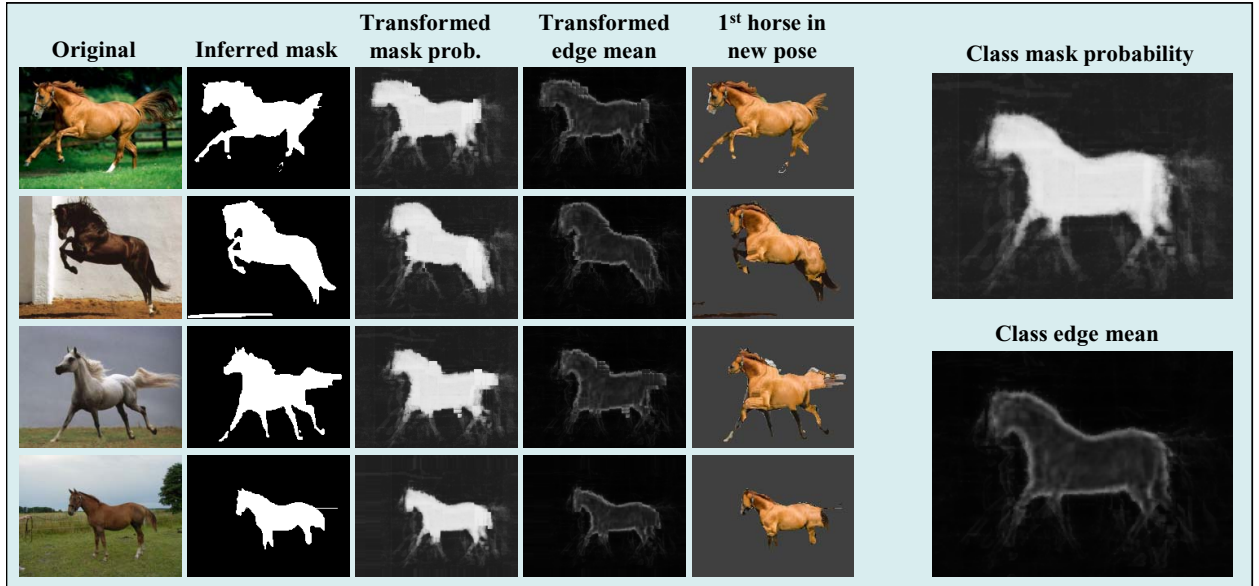 Original
Inferred mask
Transformed
mask prob.
Transformed
edge mean
1st horse in
new pose
Class mask probability
Class edge mean